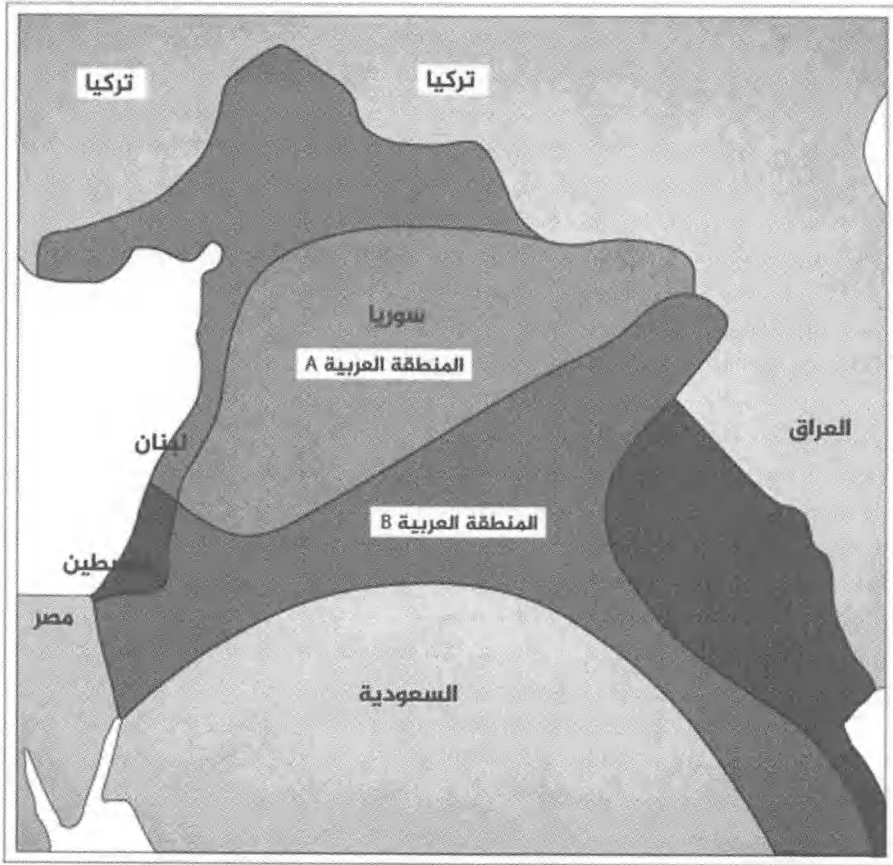 تركيا
تركيا
سوريا
المنطقة العربية A
العراق
لبنان
المنطقة العربية B
مصر
السعودية